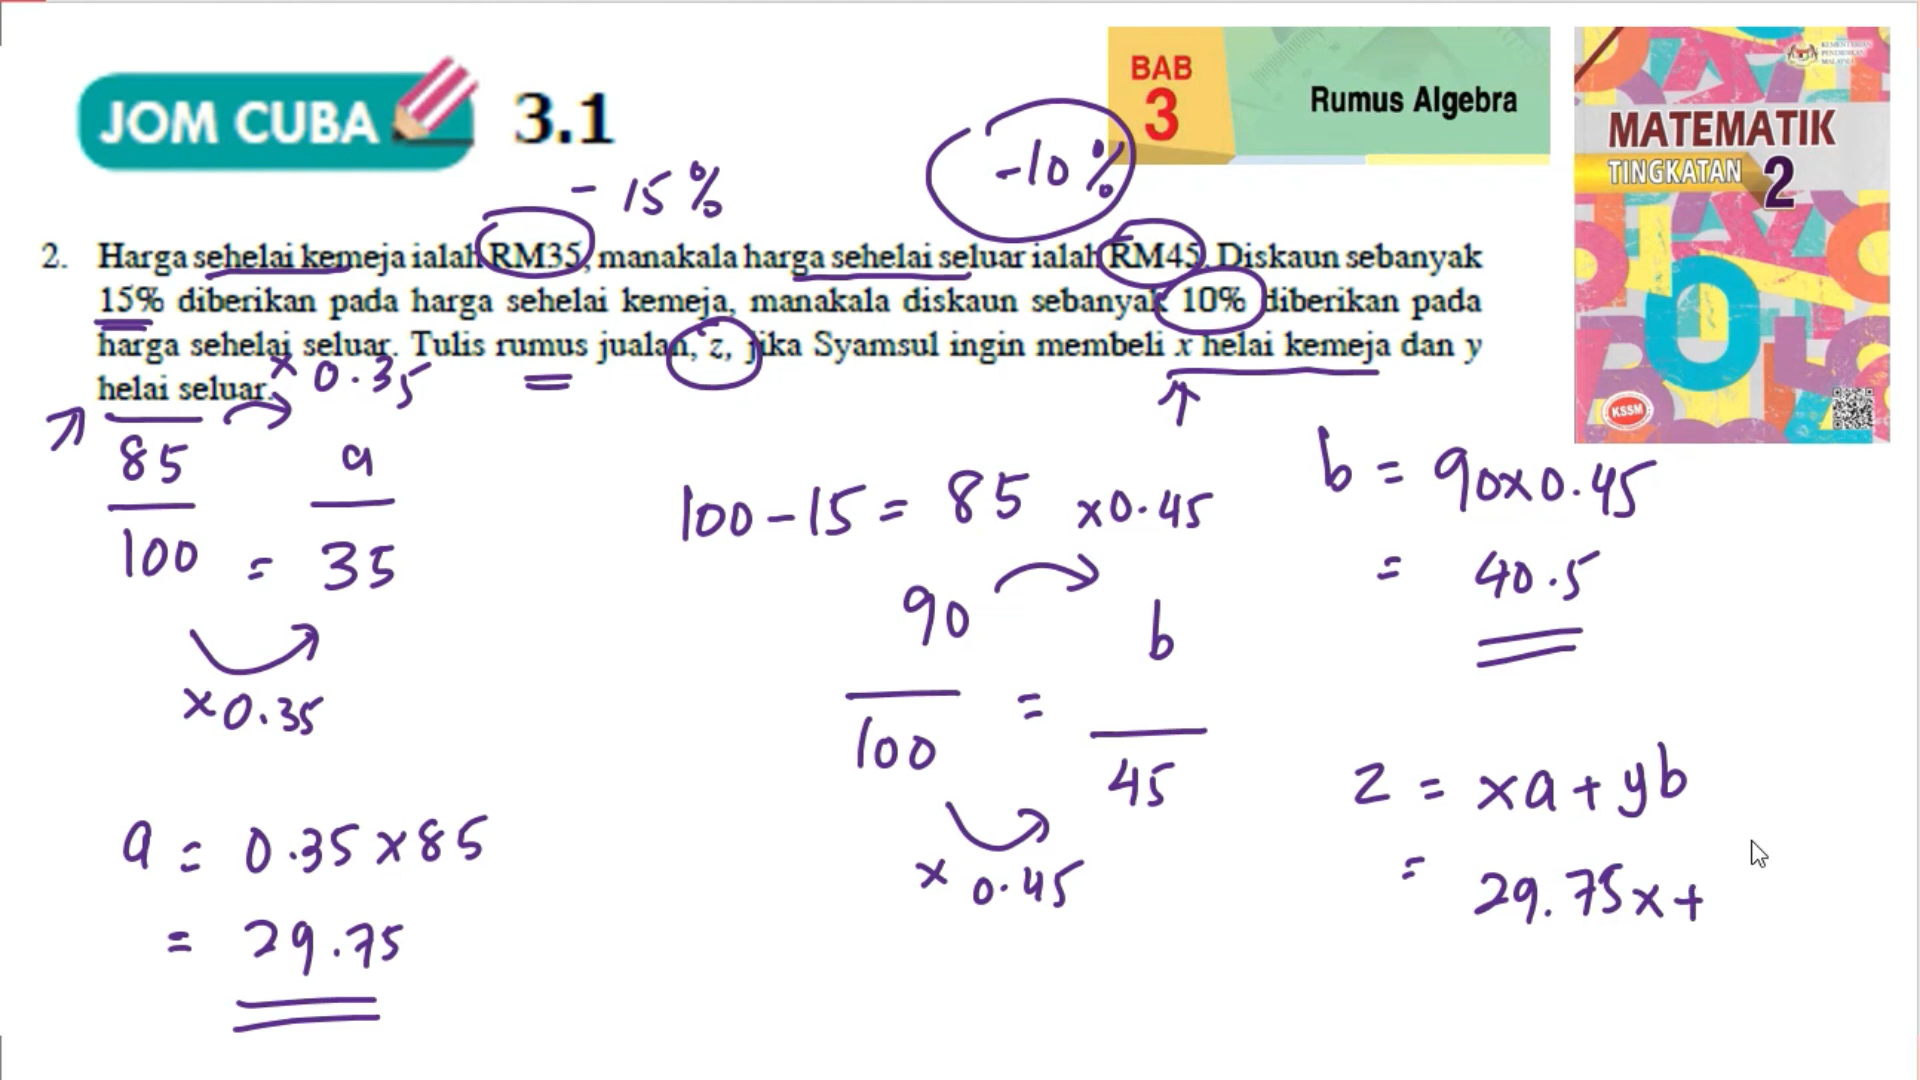 JOM CUBA 3.1
BAB
3
Rumus Algebra
KEMENTERIAN
PENDIDIKAN
MALAYSIA
MATEMATIK
TINGKATAN 2
KSSM
- 15%
-10%
2. Harga sehelai kemeja ialah RM35, manakala harga sehelai seluar ialah RM45. Diskaun sebanyak
15% diberikan pada harga sehelai kemeja, manakala diskaun sebanyak 10% diberikan pada
harga sehelai seluar. Tulis rumus jualan, z, jika Syamsul ingin membeli x helai kemeja dan y
helai seluar.
× 0.35
85 a
100 = 35
×0.35
a = 0.35 × 85
= 29.75
100 - 15 = 85
×0.45
90 b
100 = 45
× 0.45
b = 90×0.45
= 40.5
z = xa + yb
= 29.75x +